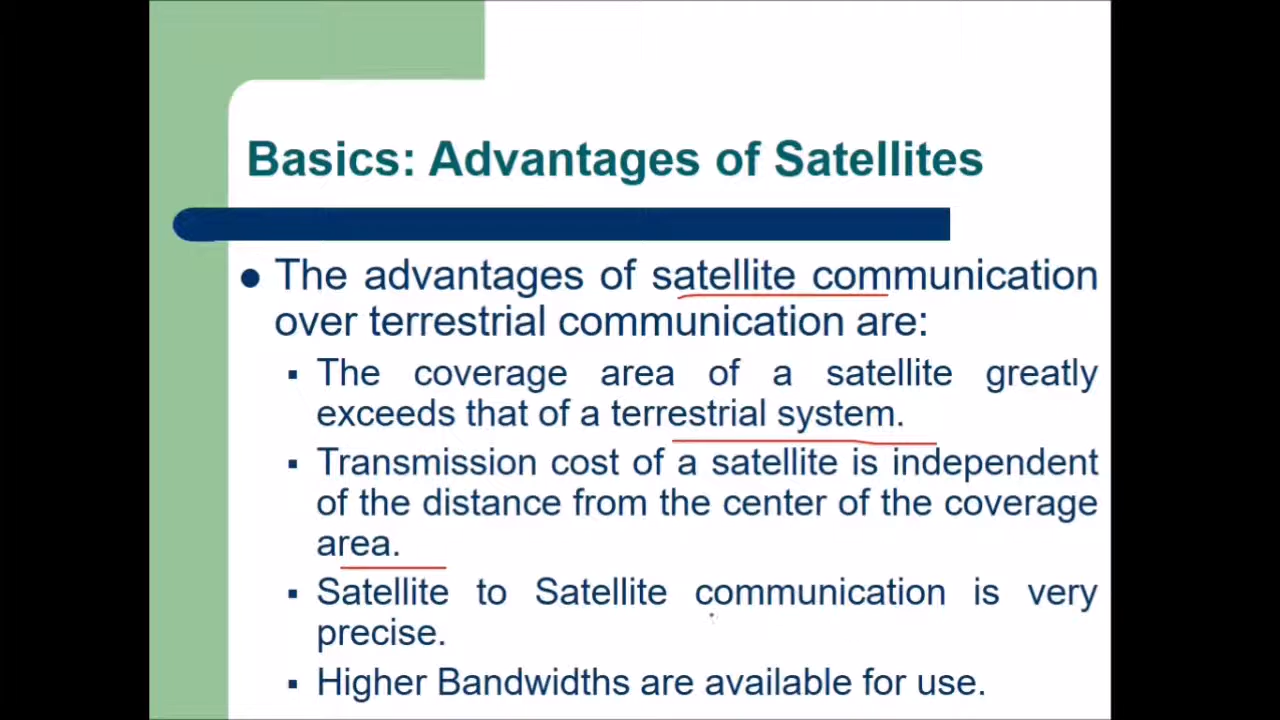 Basics: Advantages of Satellites
● The advantages of satellite communication
over terrestrial communication are:
▪ The coverage area of a satellite greatly
exceeds that of a terrestrial system.
▪ Transmission cost of a satellite is independent
of the distance from the center of the coverage
area.
▪ Satellite to Satellite communication is very
precise.
▪ Higher Bandwidths are available for use.